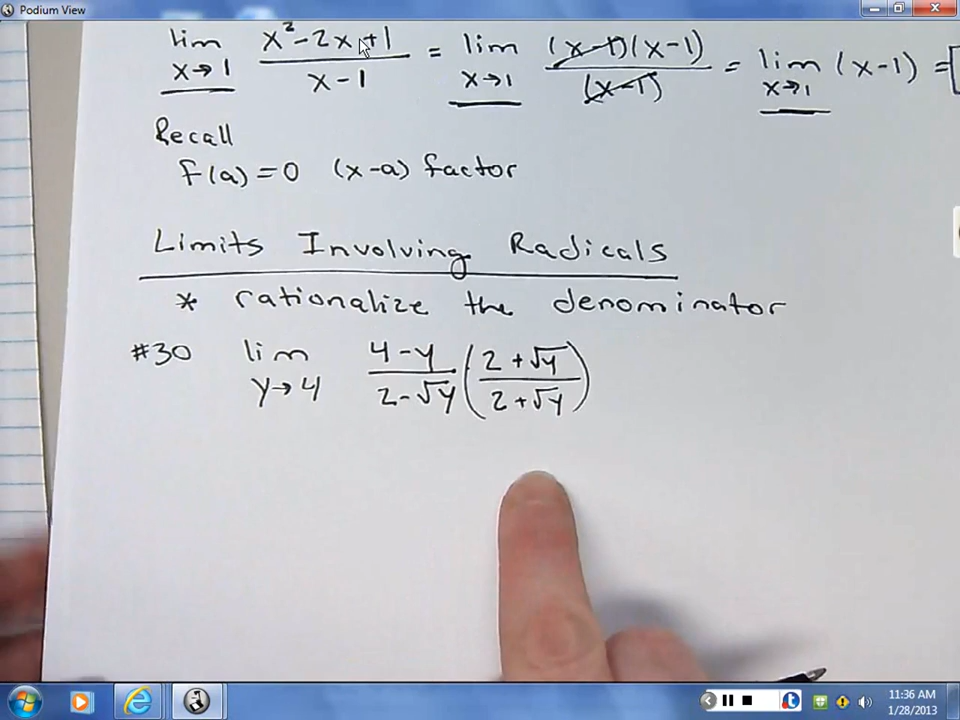 Podium View
lim x→1 x²-2x+1 / x-1 = lim x→1 (x-1)(x-1) / (x-1) = lim x→1 (x-1) =
Recall
f(a)=0 (x-a) factor
Limits Involving Radicals
* rationalize the denominator
#30 lim y→4 4-y / 2-√y (2+√y / 2+√y)
11:36 AM
1/28/2013